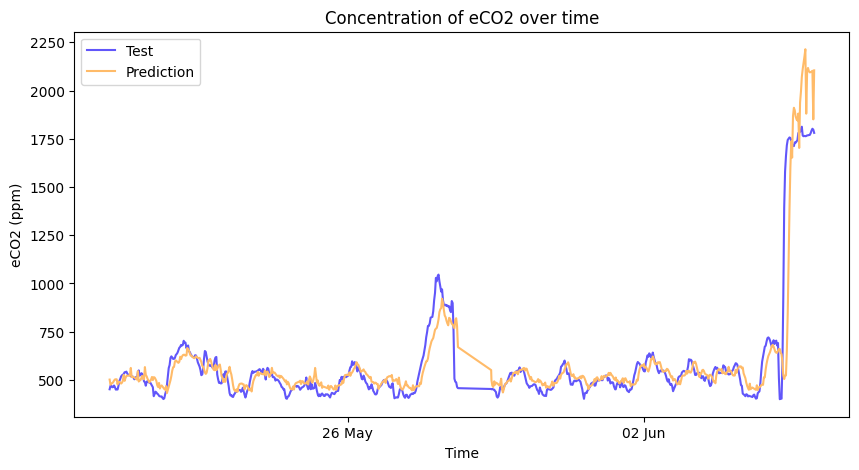 Concentration of eCO2 over time
Test
Prediction
eCO2 (ppm)
2250
2000
1750
1500
1250
1000
750
500
26 May
02 Jun
Time